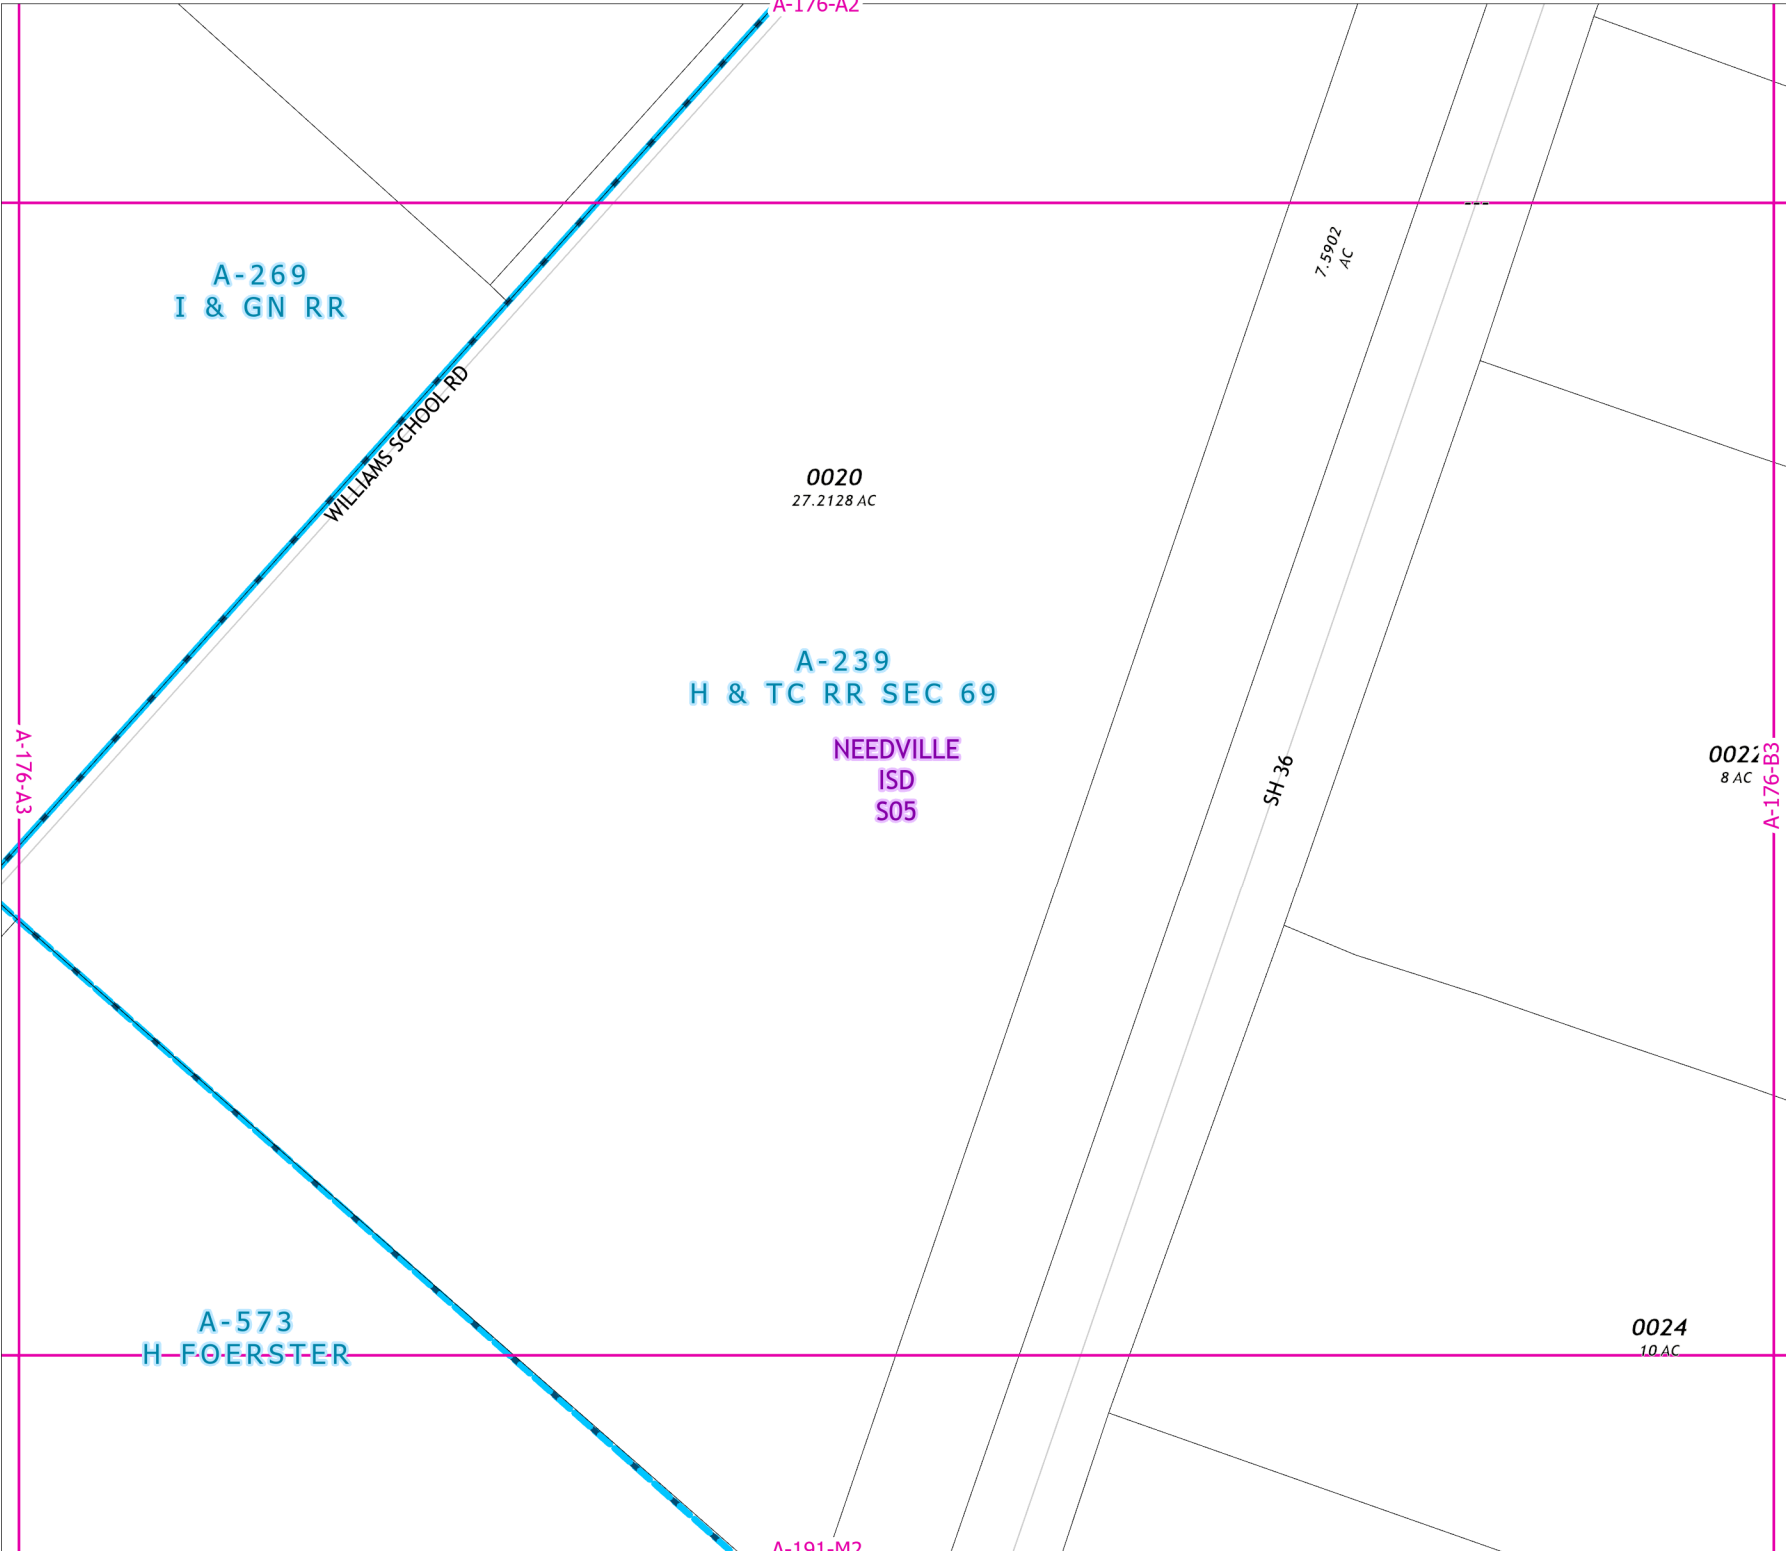 A-176-A2
7.5902
AC
A-269
I & GN RR
WILLIAMS SCHOOL RD
0020
27.2128 AC
A-239
H & TC RR SEC 69
NEEDVILLE
ISD
S05
A-176-A3
SH 36
0022
8 AC
A-176-B3
A-573
H FOERSTER
0024
10 AC
A-191-M2